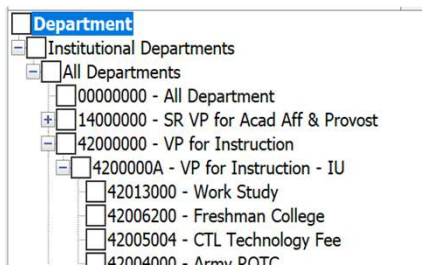 Department
Institutional Departments
All Departments
00000000 - All Department
14000000 - SR VP for Acad Aff & Provost
42000000 - VP for Instruction
4200000A - VP for Instruction - IU
42013000 - Work Study
42006200 - Freshman College
42005004 - CTL Technology Fee
42004000 - Army ROTC